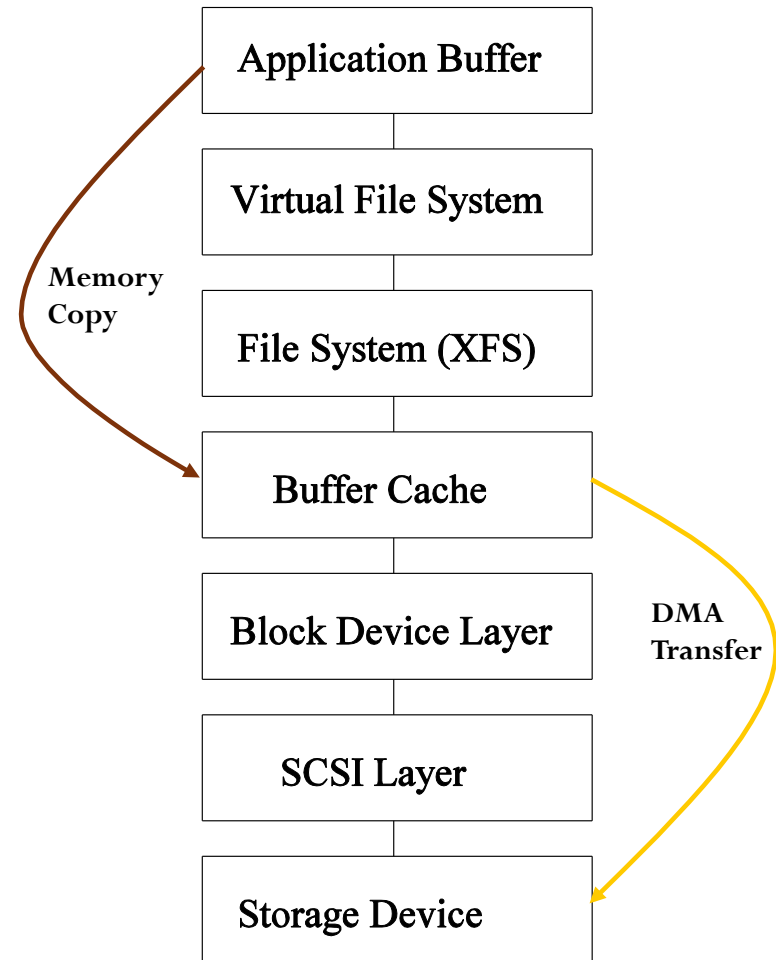 Application Buffer
Virtual File System
Memory
Copy
File System (XFS)
Buffer Cache
Block Device Layer
DMA
Transfer
SCSI Layer
Storage Device